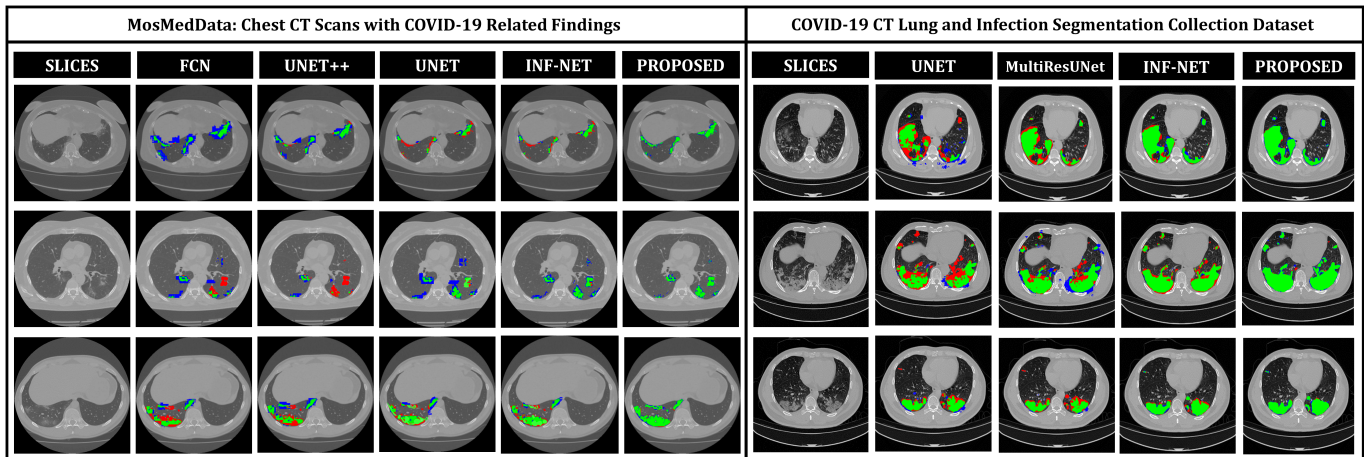 MosMedData: Chest CT Scans with COVID-19 Related Findings
COVID-19 CT Lung and Infection Segmentation Collection Dataset
SLICES FCN UNET++ UNET INF-NET PROPOSED
SLICES UNET MultiResUNet INF-NET PROPOSED